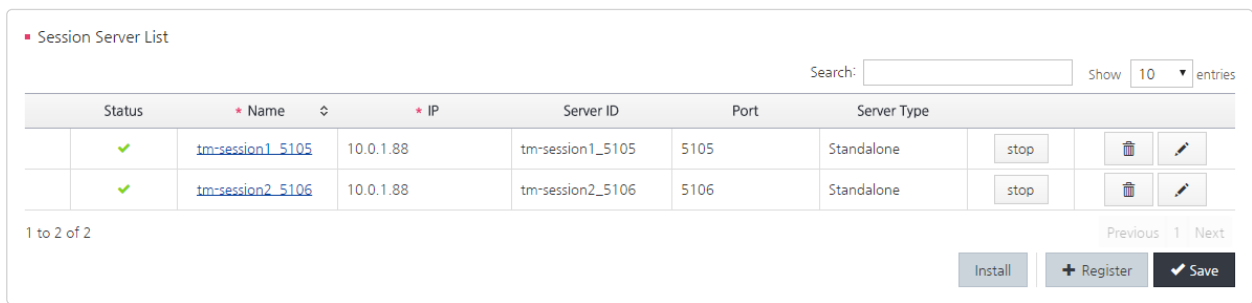 Session Server List
Search: Show 10 entries
Status * Name * IP Server ID Port Server Type
tm-session1_5105 10.0.1.88 tm-session1_5105 5105 Standalone stop
tm-session2_5106 10.0.1.88 tm-session2_5106 5106 Standalone stop
1 to 2 of 2 Previous 1 Next
Install Register Save